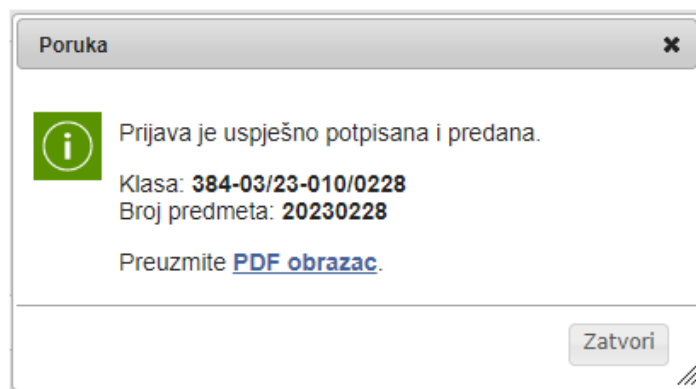 Poruka
Prijava je uspješno potpisana i predana.
Klasa: 384-03/23-010/0228
Broj predmeta: 20230228
Preuzmite PDF obrazac.
Zatvori